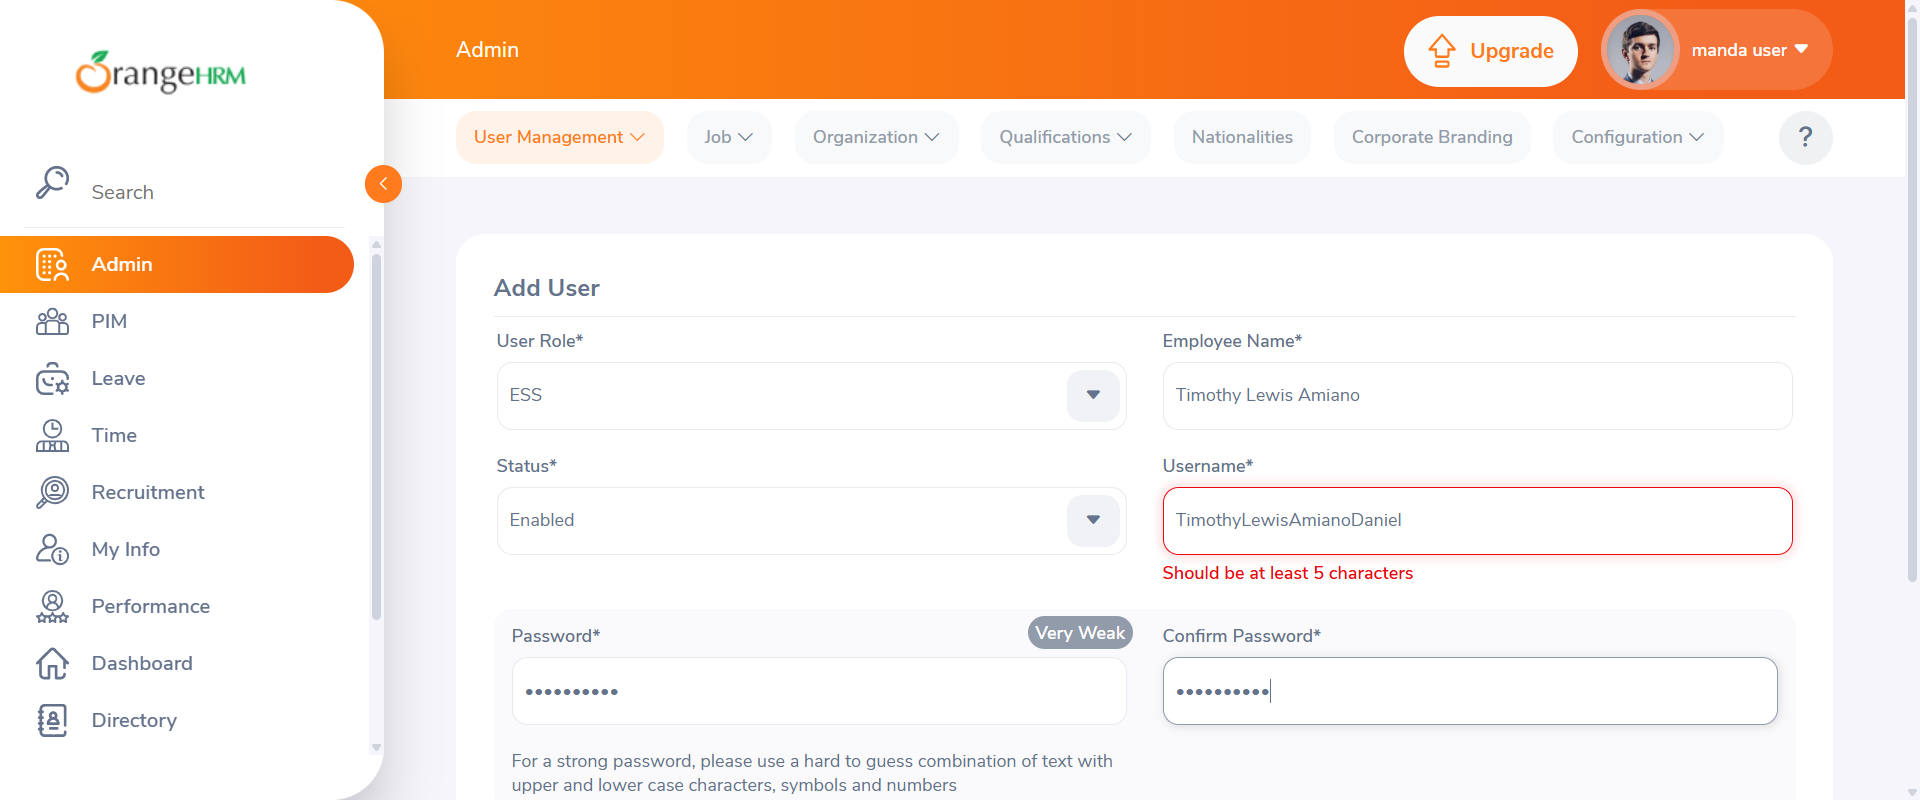 OrangeHRM
Admin
Upgrade
manda user
User Management
Job
Organization
Qualifications
Nationalities
Corporate Branding
Configuration
?
Search
Admin
PIM
Leave
Time
Recruitment
My Info
Performance
Dashboard
Directory
Add User
User Role*
Employee Name*
ESS
Timothy Lewis Amiano
Status*
Username*
Enabled
TimothyLewisAmianoDaniel
Should be at least 5 characters
Password*
Very Weak
Confirm Password*
••••••••••
••••••••••
For a strong password, please use a hard to guess combination of text with
upper and lower case characters, symbols and numbers